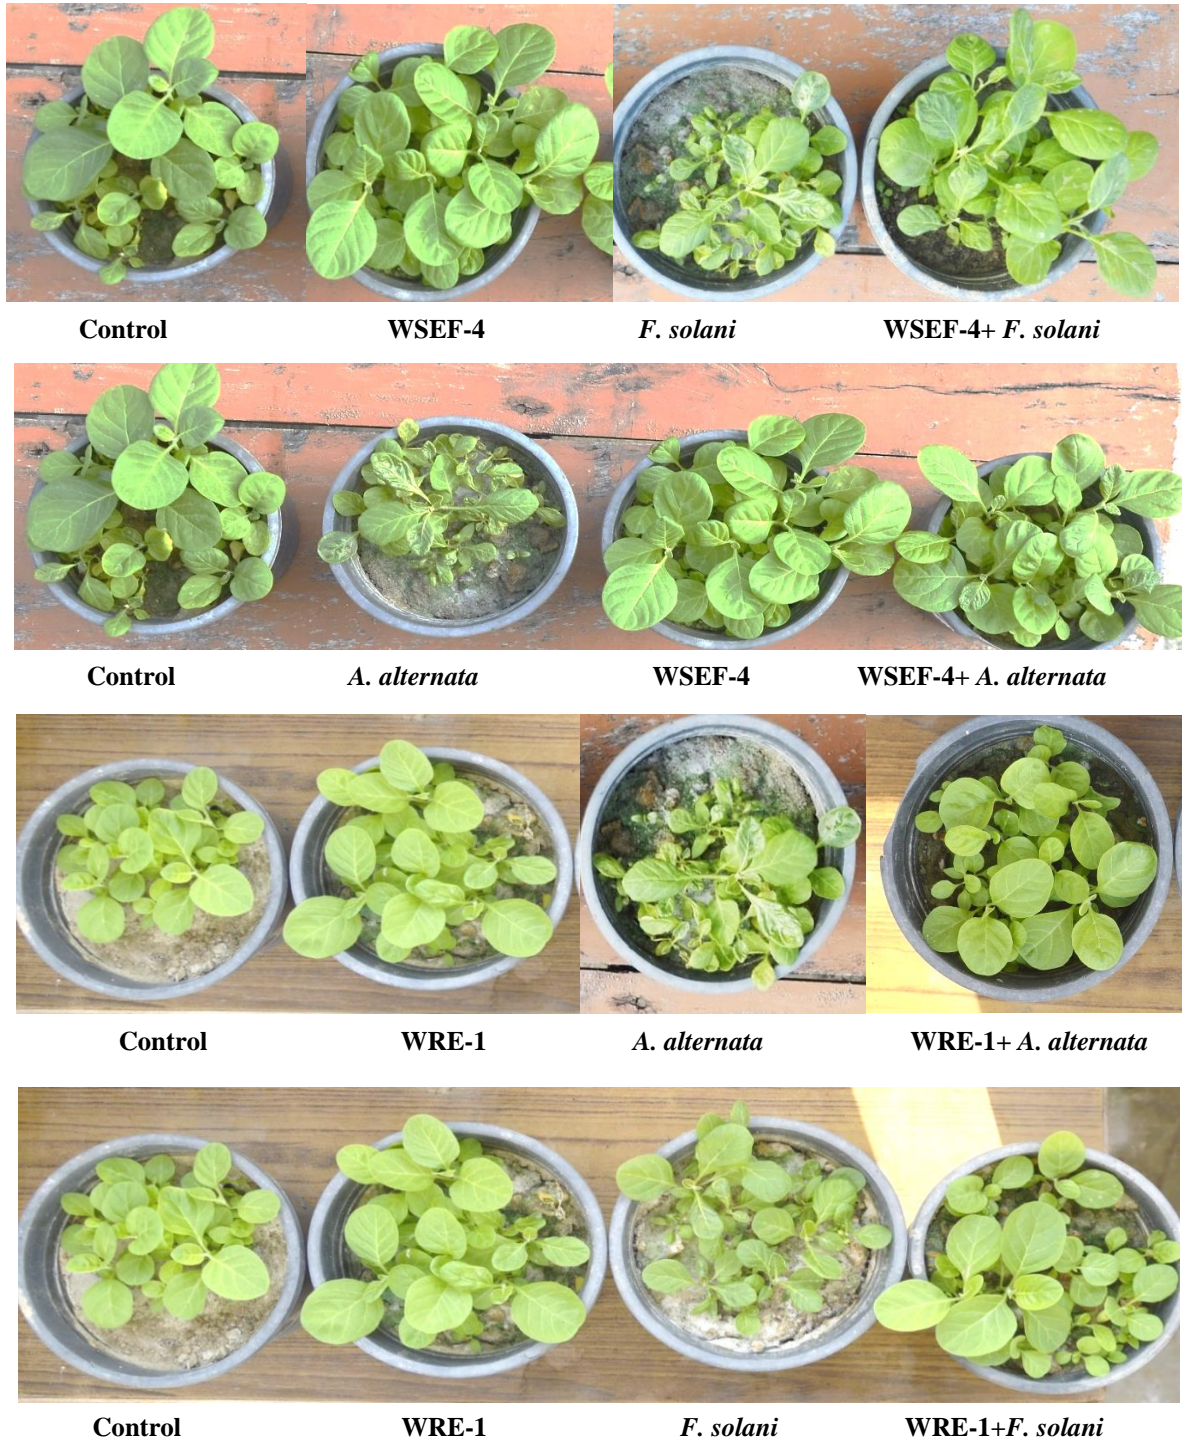 Control WSEF-4 F. solani WSEF-4+ F. solani
Control A. alternata WSEF-4 WSEF-4+ A. alternata
Control WRE-1 A. alternata WRE-1+ A. alternata
Control WRE-1 F. solani WRE-1+F. solani